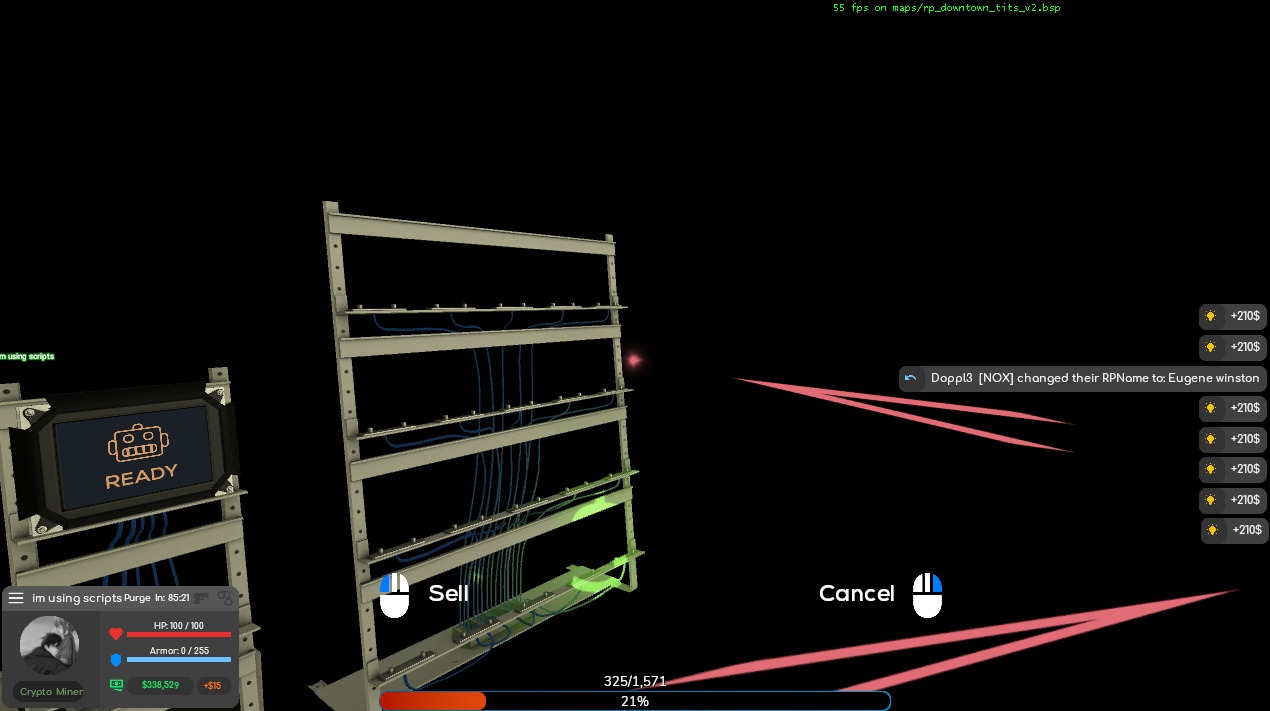 55 fps on maps/rp_downtown_tits_v2.bsp
+210$
+210$
m using scripts
Doppl3 [NOX] changed their RPName to: Eugene winston
+210$
+210$
+210$
+210$
+210$
READY
Sell
Cancel
im using scripts Purge In: 85:21
HP: 100 / 100
Armor: 0 / 255
$338,529 +$15
Crypto Miner
325/1,571
21%